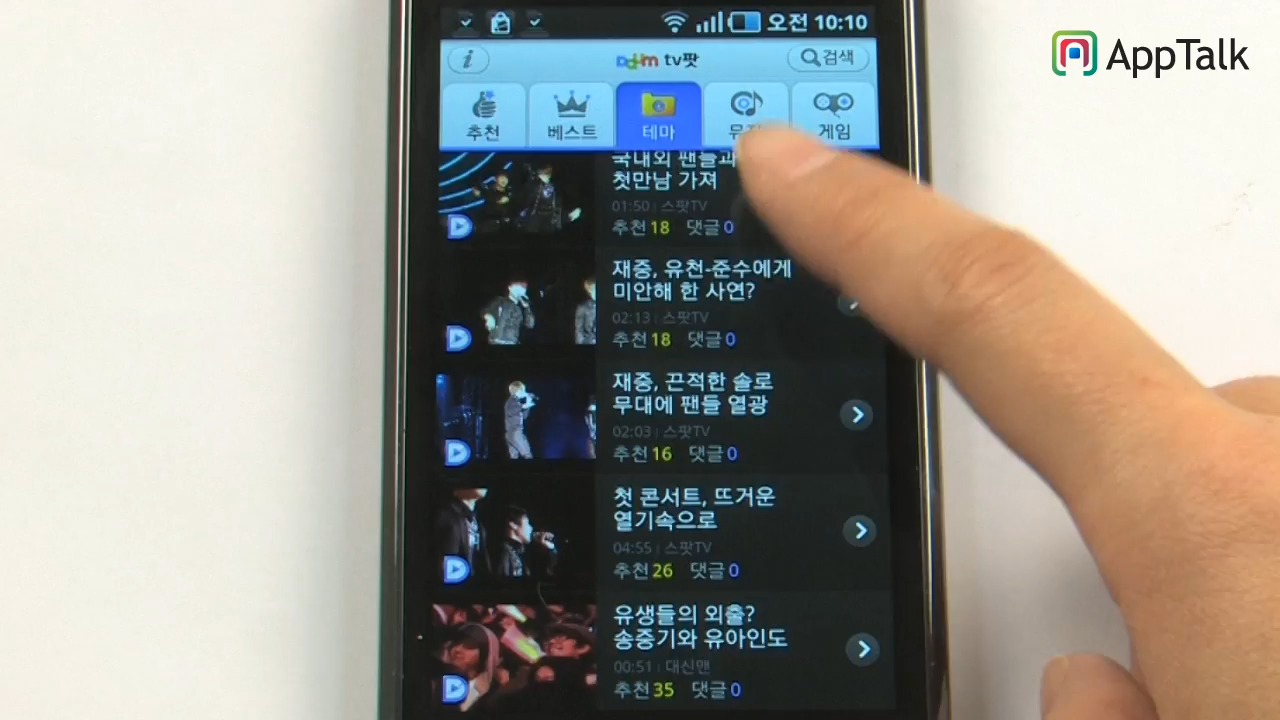 오전 10:10
AppTalk
Daum tv팟
검색
추천
베스트
테마
게임
국내외 팬들과
첫만남 가져
01:50 | 스팟TV
추천 18 댓글 0
재중, 유천-준수에게
미안해 한 사연?
02:13 | 스팟TV
추천 18 댓글 0
재중, 끈적한 솔로
무대에 팬들 열광
02:03 | 스팟TV
추천 16 댓글 0
첫 콘서트, 뜨거운
열기속으로
04:55 | 스팟TV
추천 26 댓글 0
유생들의 외출?
송중기와 유아인도
00:51 | 대신맨
추천 35 댓글 0